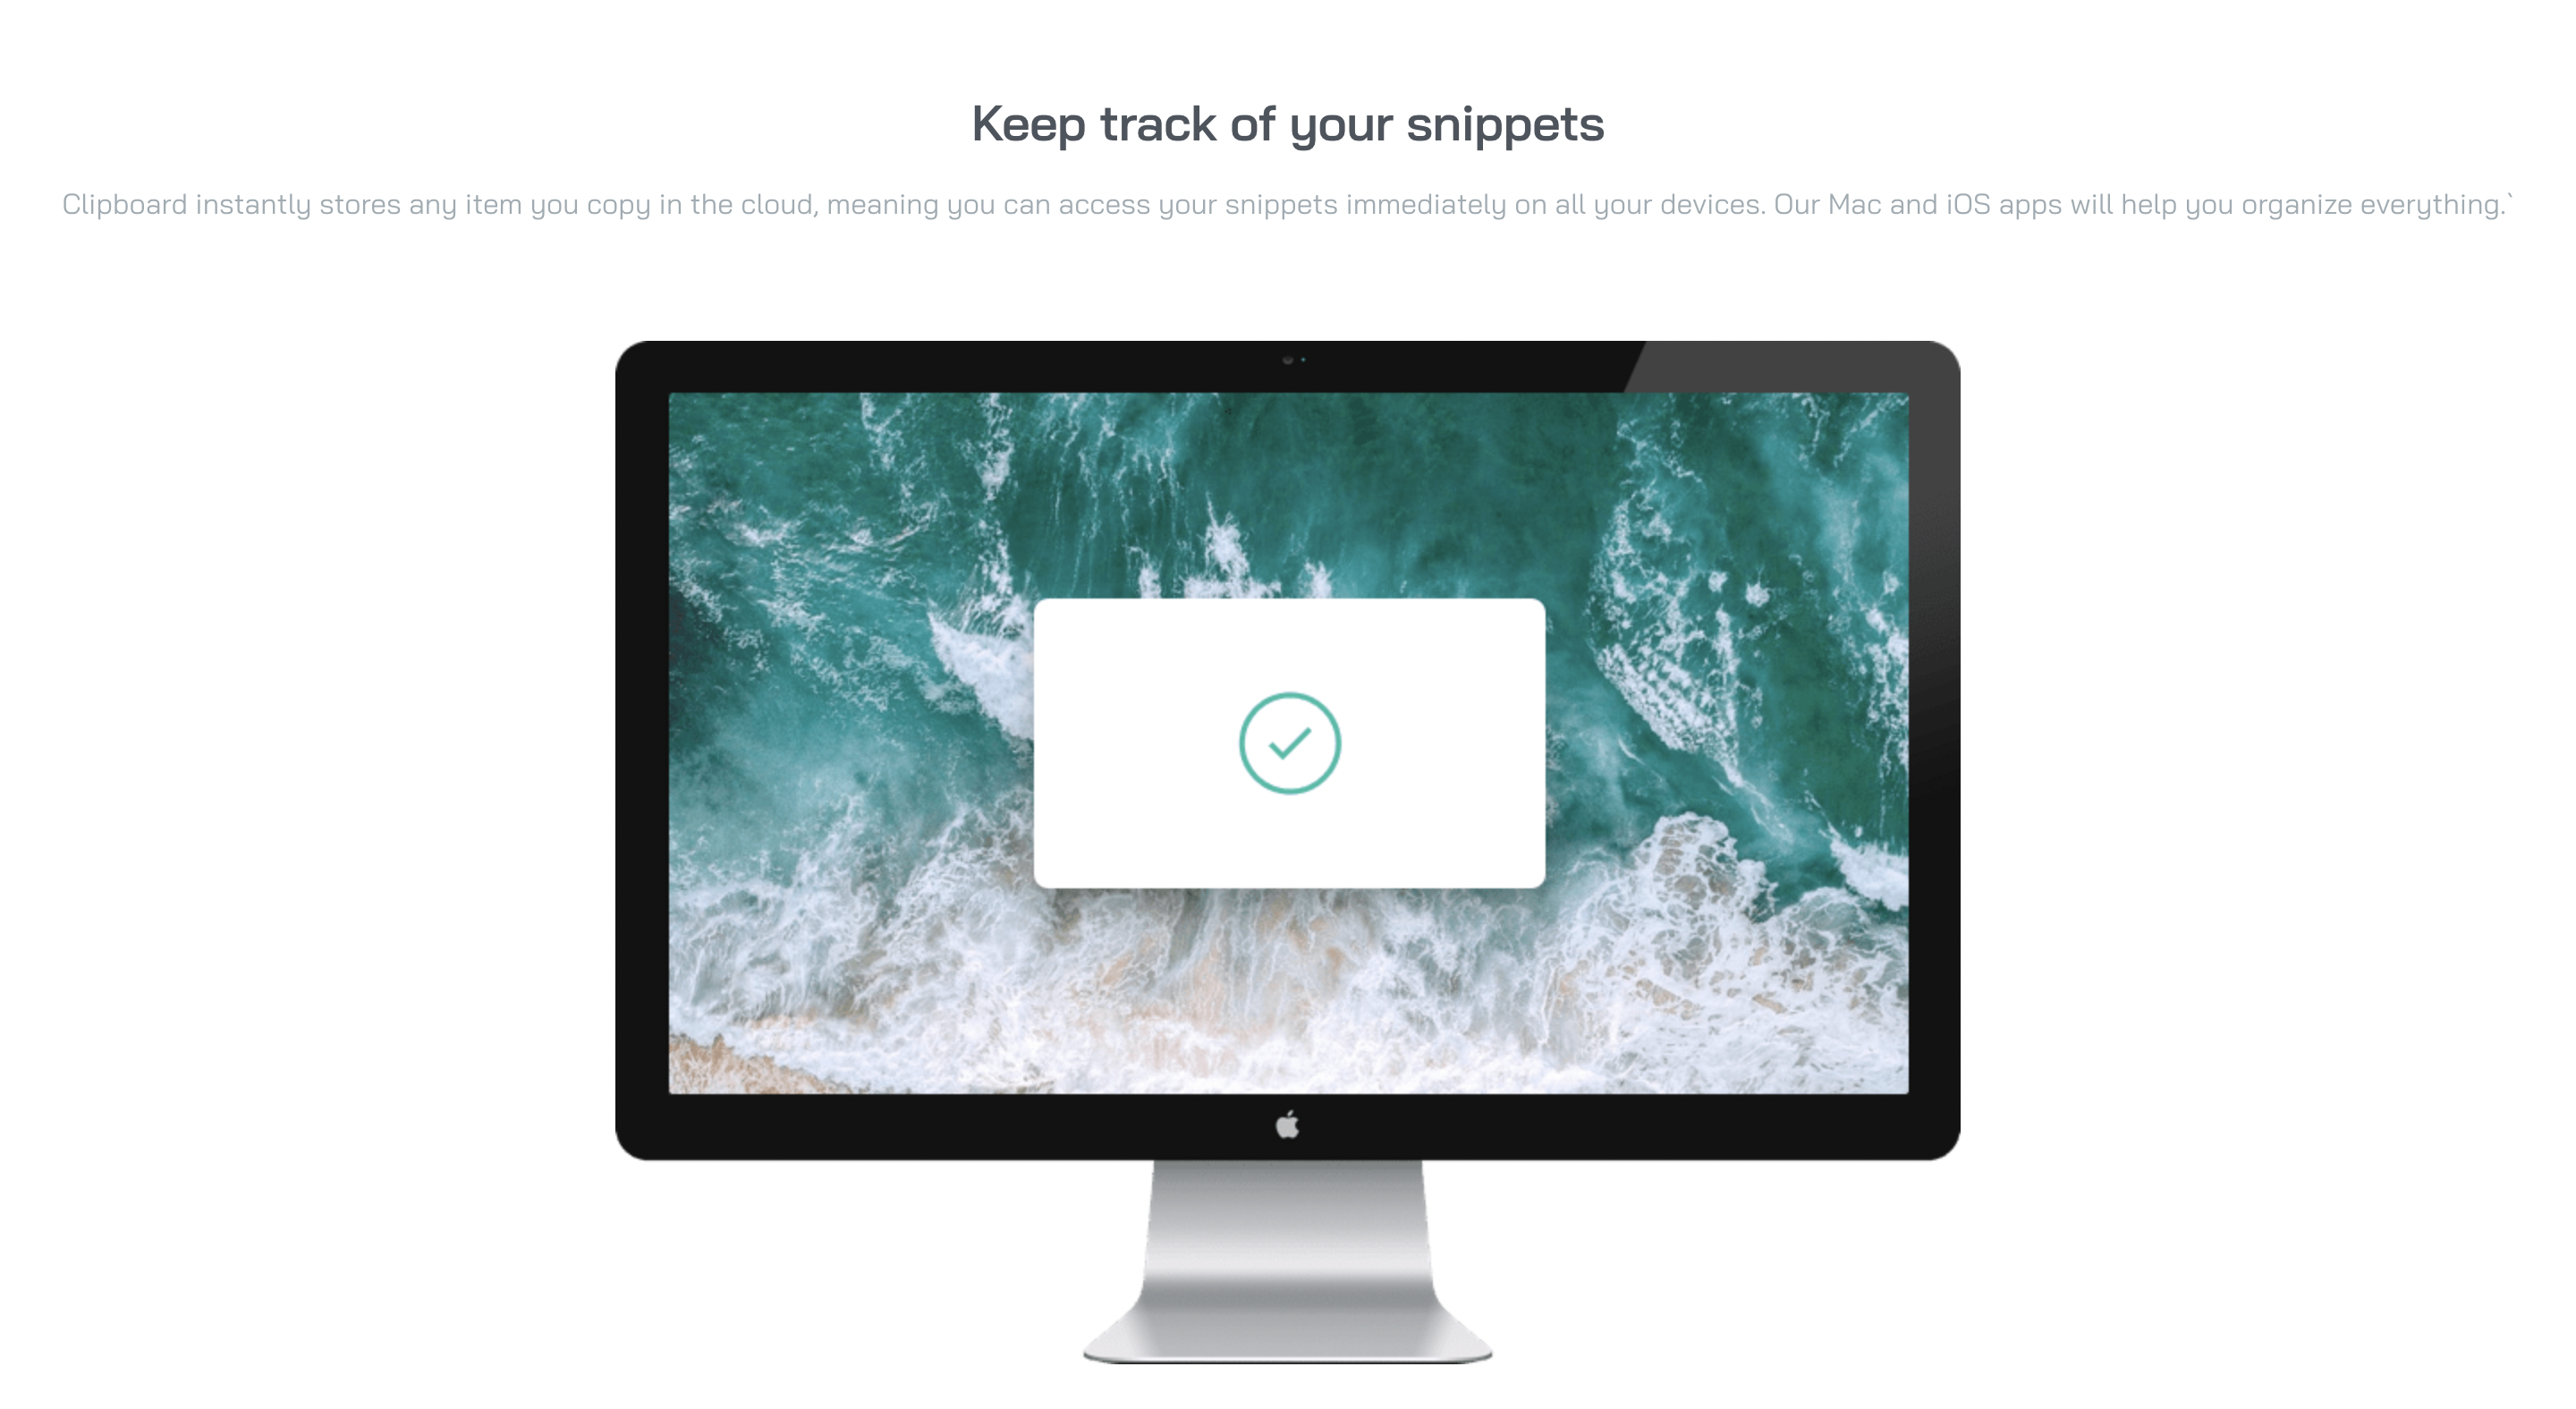 Keep track of your snippets
Clipboard instantly stores any item you copy in the cloud, meaning you can access your snippets immediately on all your devices. Our Mac and iOS apps will help you organize everything.`